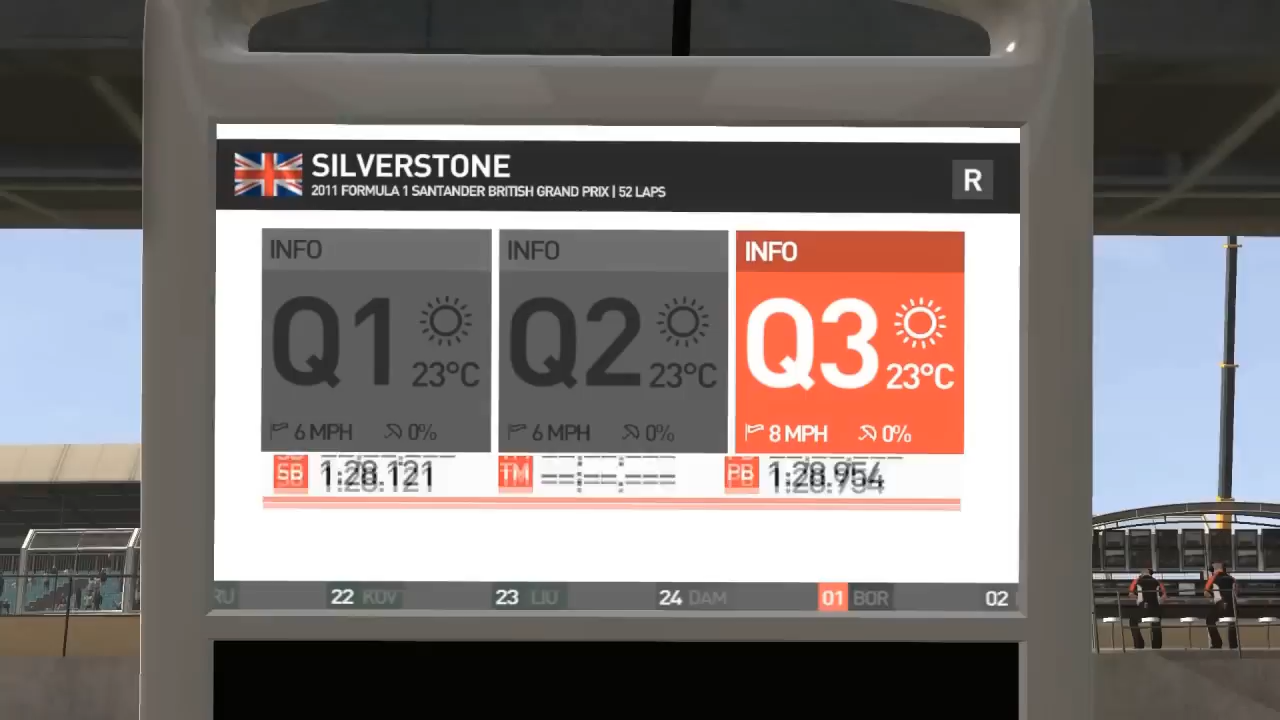 SILVERSTONE
2011 FORMULA 1 SANTANDER BRITISH GRAND PRIX | 52 LAPS
R
INFO
Q1
23°C
6 MPH 0%
INFO
Q2
23°C
6 MPH 0%
INFO
Q3
23°C
8 MPH 0%
SB 1:28.121 TM --:--:--- PB 1:28.954
22 KOV 23 LIU 24 DAM 01 BOR 02